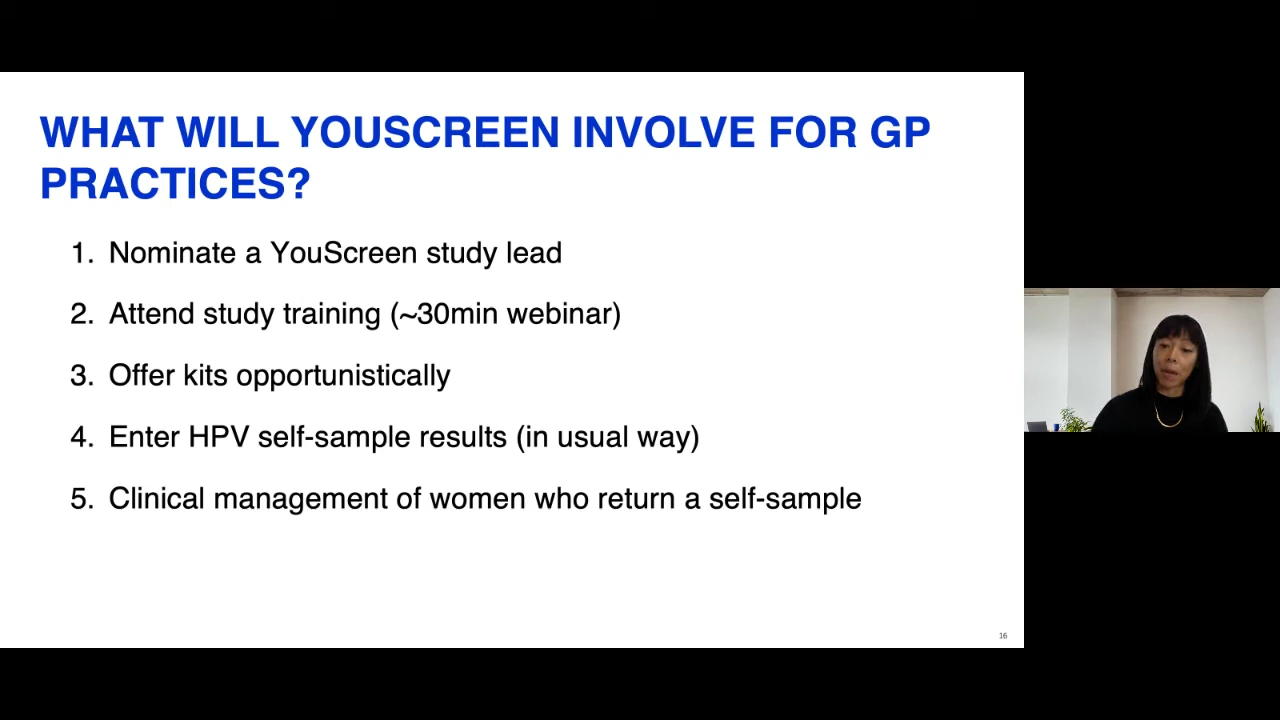 WHAT WILL YOUSCREEN INVOLVE FOR GP
PRACTICES?
1. Nominate a YouScreen study lead
2. Attend study training (~30min webinar)
3. Offer kits opportunistically
4. Enter HPV self-sample results (in usual way)
5. Clinical management of women who return a self-sample
16